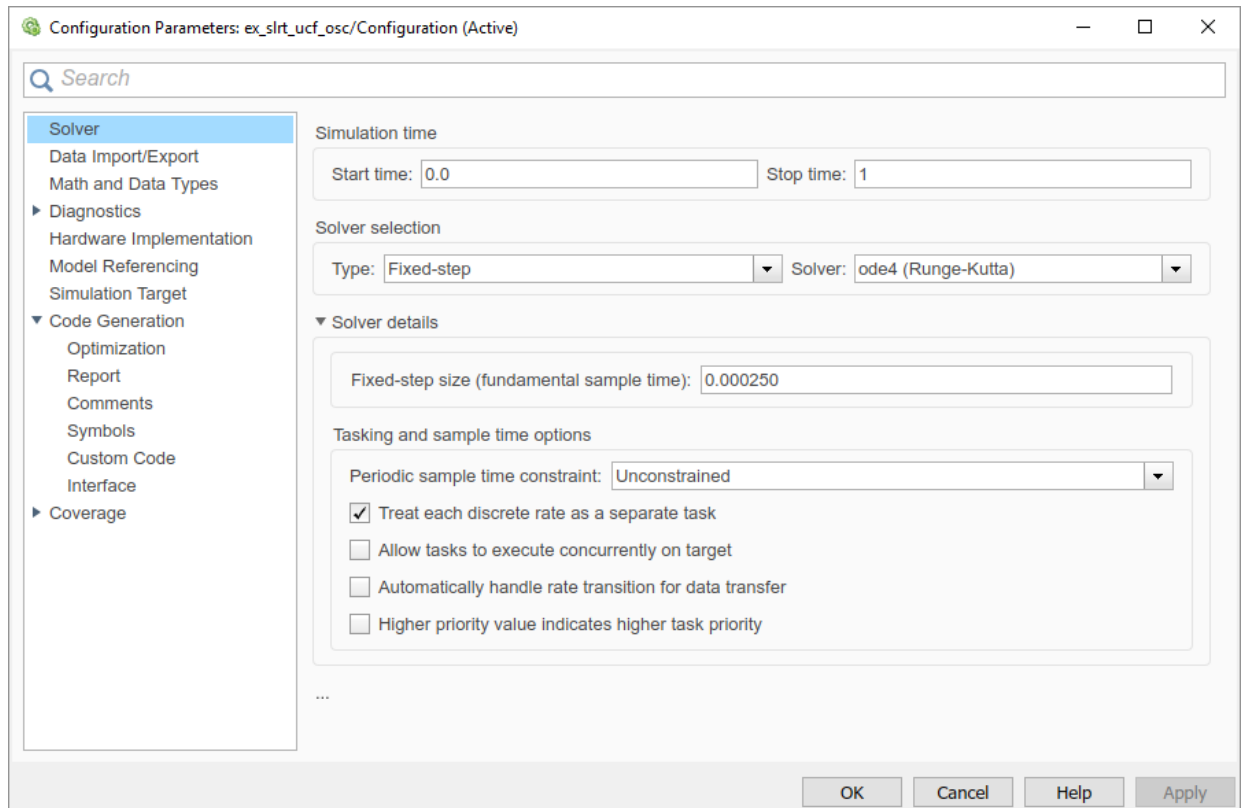 Configuration Parameters: ex_slrt_ucf_osc/Configuration (Active)
Search
Solver
Data Import/Export
Math and Data Types
Diagnostics
Hardware Implementation
Model Referencing
Simulation Target
Code Generation
Optimization
Report
Comments
Symbols
Custom Code
Interface
Coverage
Simulation time
Start time: 0.0 Stop time: 1
Solver selection
Type: Fixed-step Solver: ode4 (Runge-Kutta)
Solver details
Fixed-step size (fundamental sample time): 0.000250
Tasking and sample time options
Periodic sample time constraint: Unconstrained
Treat each discrete rate as a separate task
Allow tasks to execute concurrently on target
Automatically handle rate transition for data transfer
Higher priority value indicates higher task priority
...
OK Cancel Help Apply